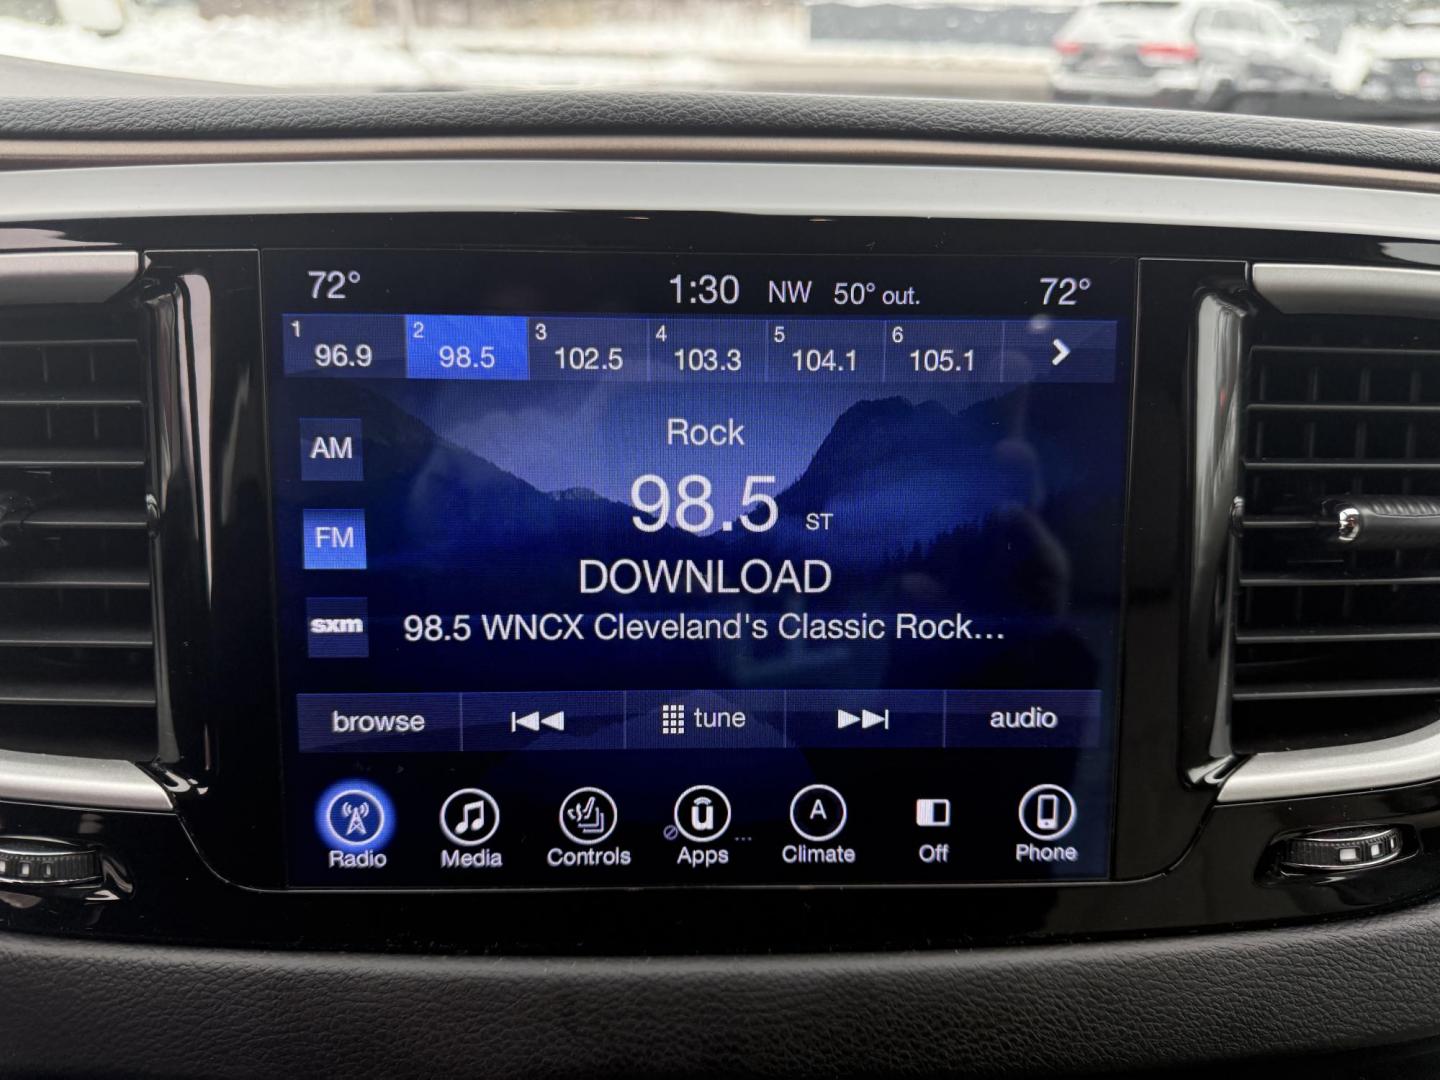 72° 1:30 NW 50° out. 72°
1 2 3 4 5 6
96.9 98.5 102.5 103.3 104.1 105.1
Rock
AM
98.5 ST
FM
DOWNLOAD
sxm
98.5 WNCX Cleveland's Classic Rock...
browse tune audio
A
Radio Media Controls Apps ... Climate Off Phone